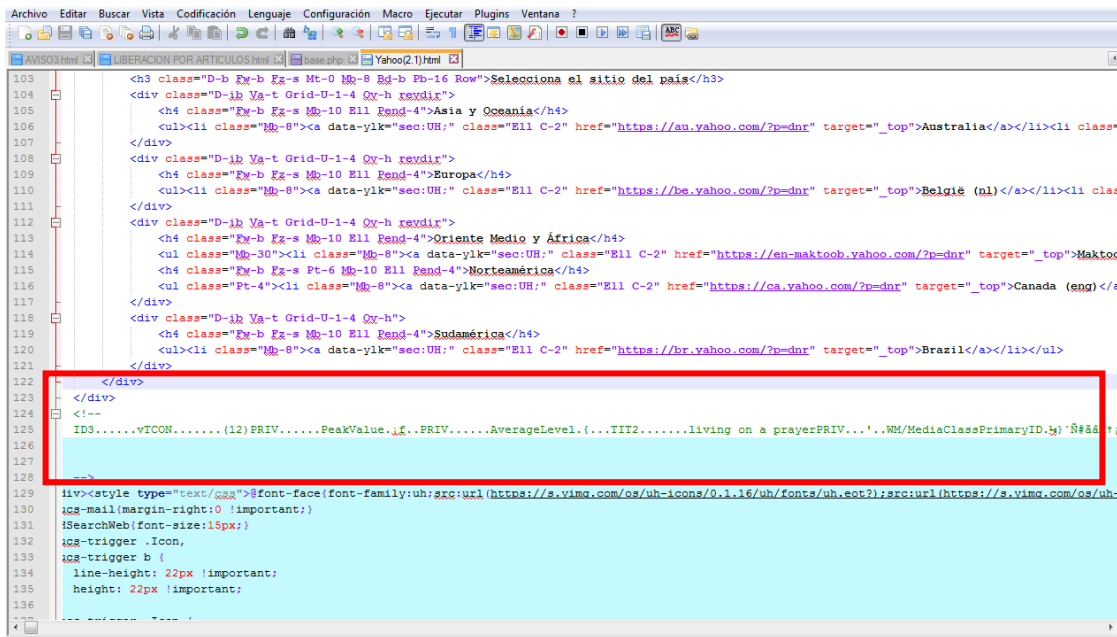 Archivo Editar Buscar Vista Codificación Lenguaje Configuración Macro Ejecutar Plugins Ventana ?
AVISO3.html LIBERACION POR ARTICULOS.html base.php Yahoo(2.1).html
103 <h3 class="D-b Fw-b Fz-s Mt-0 Mb-8 Bd-b Pb-16 Row">Selecciona el sitio del país</h3>
104 <div class="D-ib Va-t Grid-U-1-4 Ov-h revdir">
105 <h4 class="Fw-b Fz-s Mb-10 Ell Pend-4">Asia y Oceanía</h4>
106 <ul><li class="Mb-8"><a data-ylk="sec:UH;" class="Ell C-2" href="https://au.yahoo.com/?p=dnr" target="_top">Australia</a></li><li class=
107 </div>
108 <div class="D-ib Va-t Grid-U-1-4 Ov-h revdir">
109 <h4 class="Fw-b Fz-s Mb-10 Ell Pend-4">Europa</h4>
110 <ul><li class="Mb-8"><a data-ylk="sec:UH;" class="Ell C-2" href="https://be.yahoo.com/?p=dnr" target="_top">België (nl)</a></li><li clas
111 </div>
112 <div class="D-ib Va-t Grid-U-1-4 Ov-h revdir">
113 <h4 class="Fw-b Fz-s Mb-10 Ell Pend-4">Oriente Medio y África</h4>
114 <ul class="Mb-30"><li class="Mb-8"><a data-ylk="sec:UH;" class="Ell C-2" href="https://en-maktoob.yahoo.com/?p=dnr" target="_top">Maktoo
115 <h4 class="Fw-b Fz-s Pt-6 Mb-10 Ell Pend-4">Norteamérica</h4>
116 <ul class="Pt-4"><li class="Mb-8"><a data-ylk="sec:UH;" class="Ell C-2" href="https://ca.yahoo.com/?p=dnr" target="_top">Canada (eng)</a
117 </div>
118 <div class="D-ib Va-t Grid-U-1-4 Ov-h">
119 <h4 class="Fw-b Fz-s Mb-10 Ell Pend-4">Sudamérica</h4>
120 <ul><li class="Mb-8"><a data-ylk="sec:UH;" class="Ell C-2" href="https://br.yahoo.com/?p=dnr" target="_top">Brazil</a></li></ul>
121 </div>
122 </div>
123 </div>
124 <!--
125 ID3......vTCON.......(12)PRIV......PeakValue.¡f..PRIV......AverageLevel.{...TIT2.......living on a prayerPRIV...'..WM/MediaClassPrimaryID.
126
127
128 -->
129 iv><style type="text/css">@font-face{font-family:uh;src:url(https://s.yimg.com/os/uh-icons/0.1.16/uh/fonts/uh.eot?);src:url(https://s.yimg.com/os/uh-
130 ucs-mail{margin-right:0 !important;}
131 dSearchWeb{font-size:15px;}
132 ucs-trigger .Icon,
133 ucs-trigger b {
134 line-height: 22px !important;
135 height: 22px !important;
136